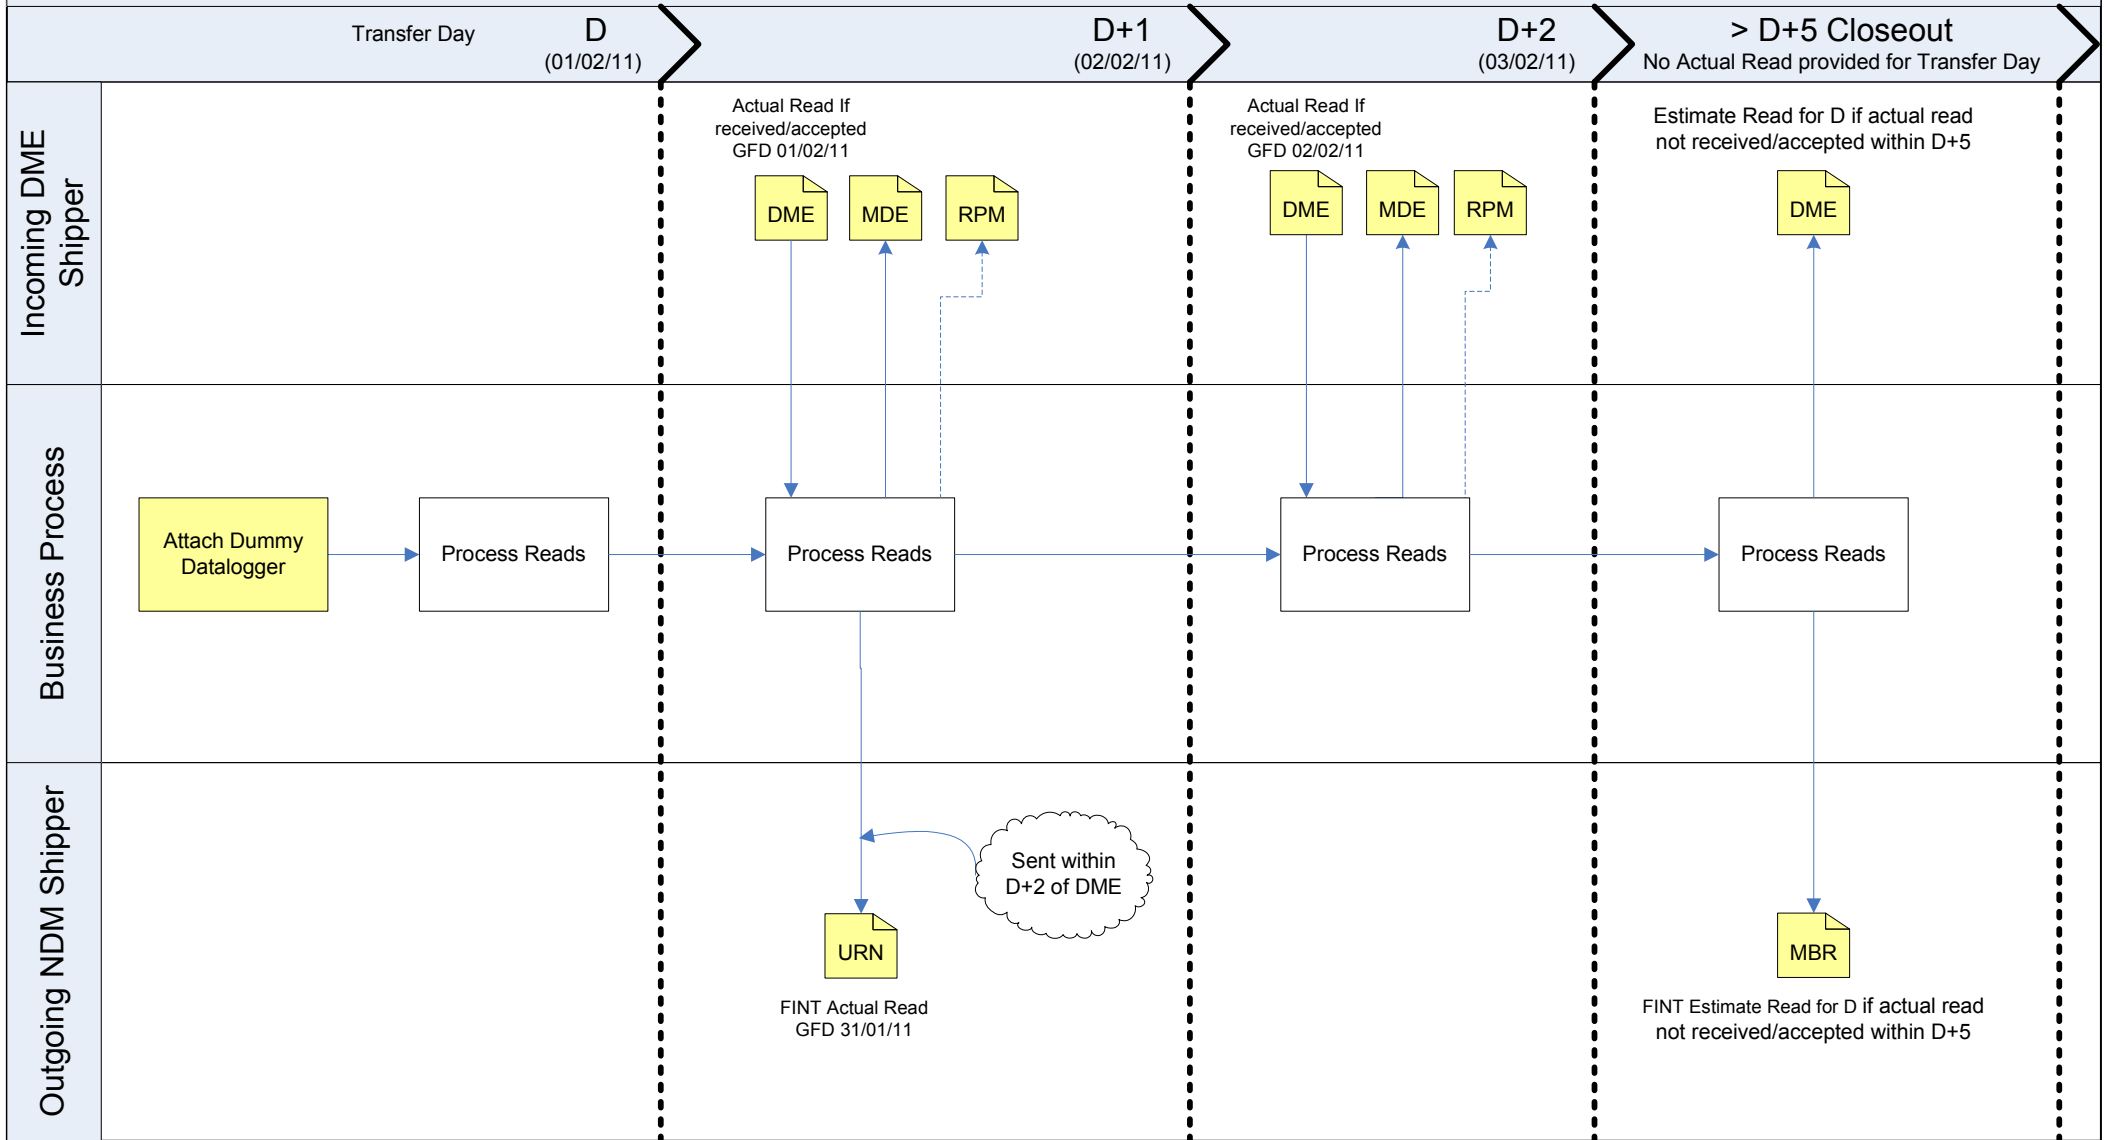 Transfer Day
D
(01/02/11)
D+1
(02/02/11)
D+2
(03/02/11)
> D+5 Closeout
No Actual Read provided for Transfer Day
Incoming DME
Shipper
Actual Read If
received/accepted
GFD 01/02/11
DME
MDE
RPM
Actual Read If
received/accepted
GFD 02/02/11
DME
MDE
RPM
Estimate Read for D if actual read
not received/accepted within D+5
DME
Business Process
Attach Dummy
Datalogger
Process Reads
Process Reads
Process Reads
Process Reads
Outgoing NDM Shipper
Sent within
D+2 of DME
URN
FINT Actual Read
GFD 31/01/11
MBR
FINT Estimate Read for D if actual read
not received/accepted within D+5